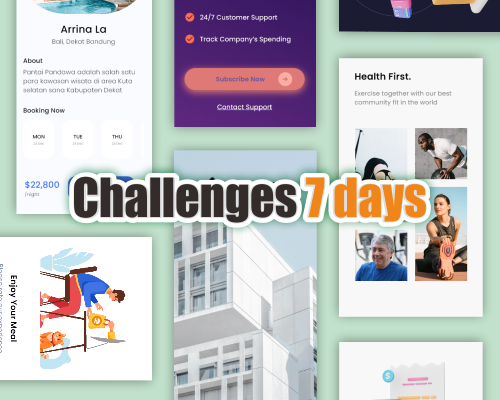 Arrina La
Bali, Dekat Bandung
About
Pantai Pandawa adalah salah satu
para kawasan wisata di area Kuta
selatan sana Kabupaten Dekat
Booking Now
MON
TUE
THU
$22,800
/night
24/7 Customer Support
Track Company's Spending
Subscribe Now
Contact Support
Health First.
Exercise together with our best
community fit in the world
Challenges 7 days
Enjoy Your Meal
$